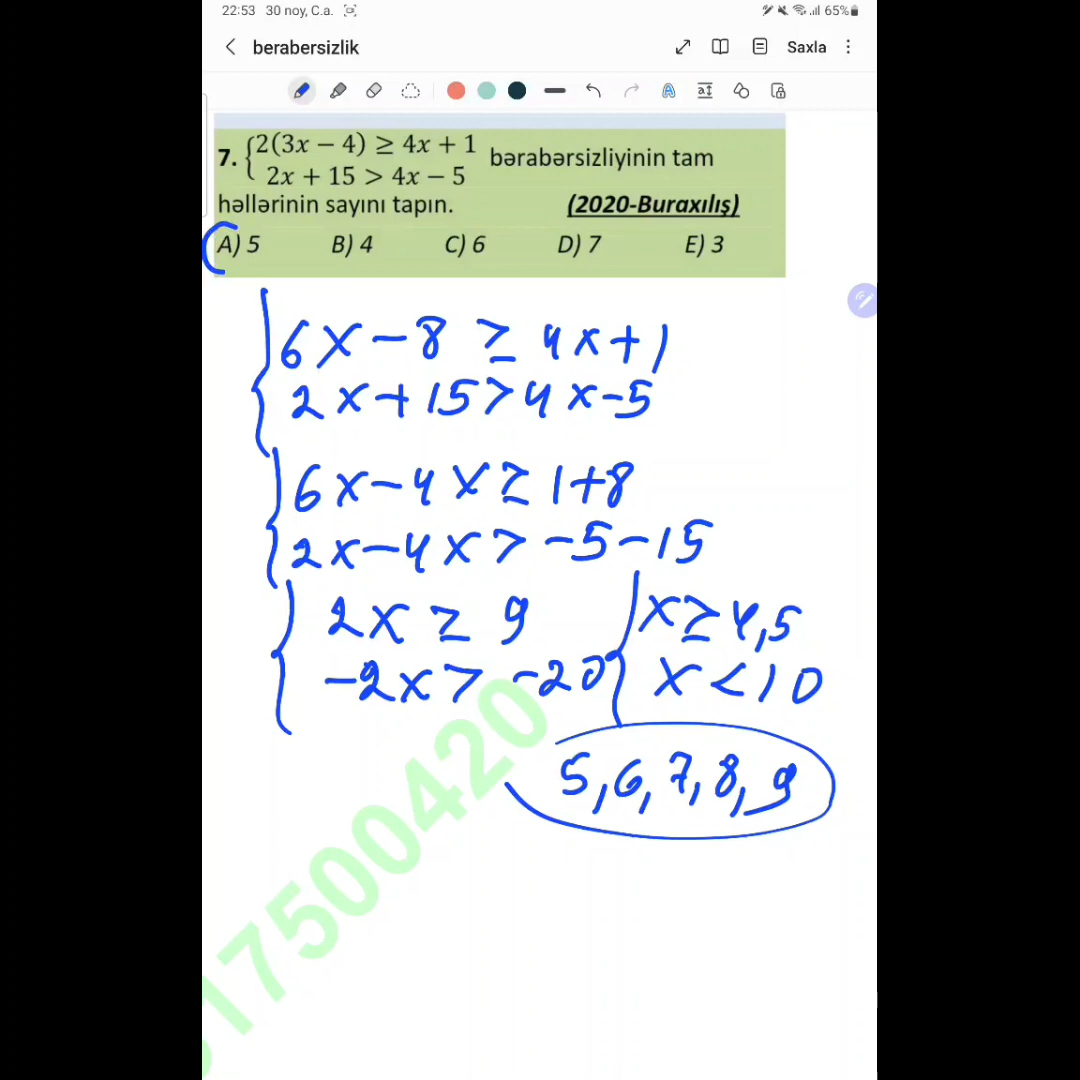 22:53 30 noy, C.a. 65%
berabersizlik Saxla
7. {2(3x − 4) ≥ 4x + 1
2x + 15 > 4x − 5 bərabərsizliyinin tam
həllərinin sayını tapın. (2020-Buraxılış)
A) 5 B) 4 C) 6 D) 7 E) 3
6x − 8 ≥ 4x + 1
2x + 15 > 4x − 5
6x − 4x ≥ 1 + 8
2x − 4x > −5 − 15
2x ≥ 9 x ≥ 4,5
−2x > −20 x < 10
5, 6, 7, 8, 9